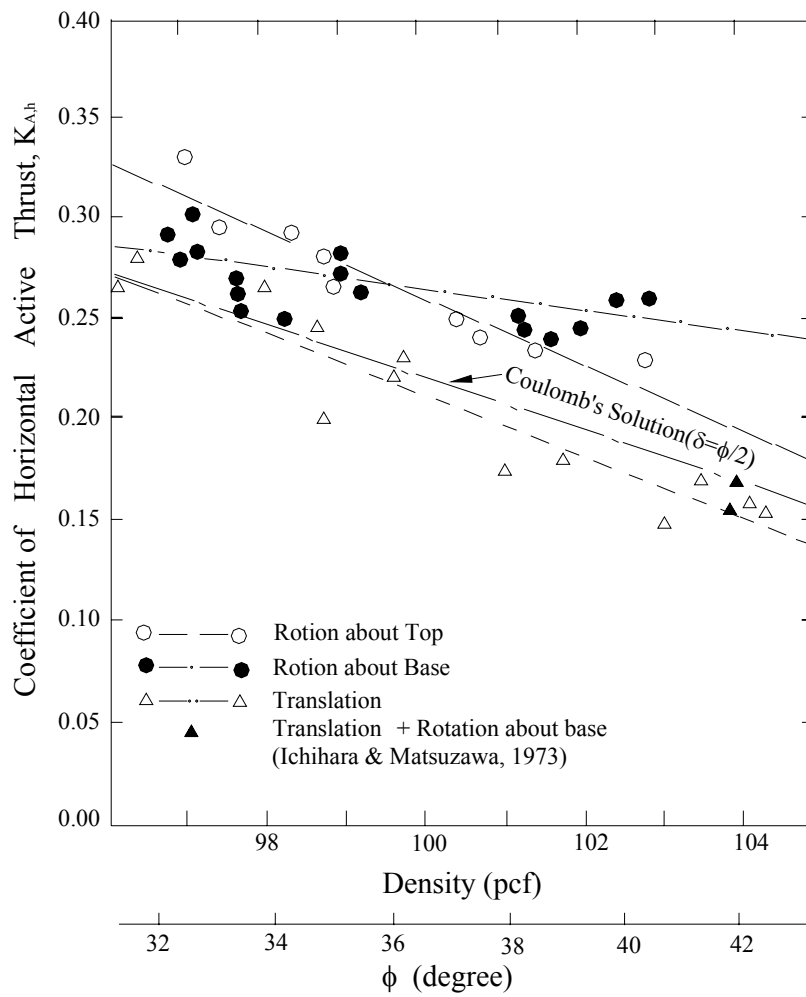 Coefficient of Horizontal Active Thrust, KA,h
0.40
0.35
0.30
0.25
0.20
0.15
0.10
0.05
0.00
Coulomb's Solution(δ=ϕ/2)
Rotion about Top
Rotion about Base
Translation
Translation + Rotation about base
(Ichihara & Matsuzawa, 1973)
98 100 102 104
Density (pcf)
32 34 36 38 40 42
ϕ (degree)